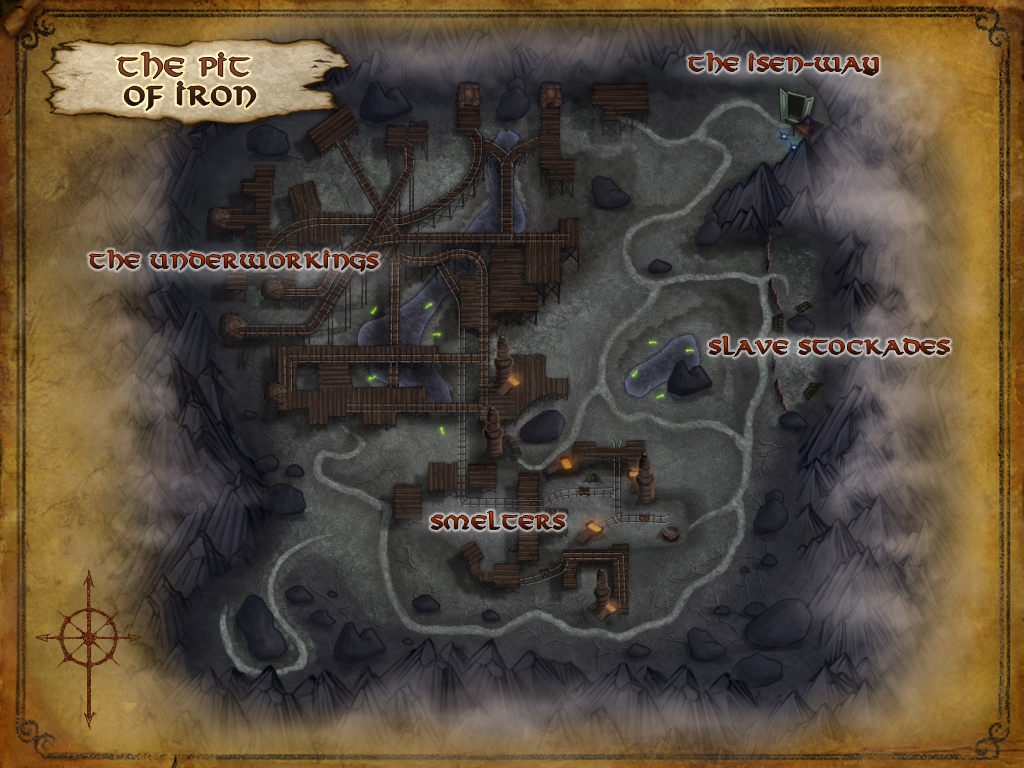 The Pit
of Iron
The Isen-way
The Underworkings
Slave Stockades
Smelters